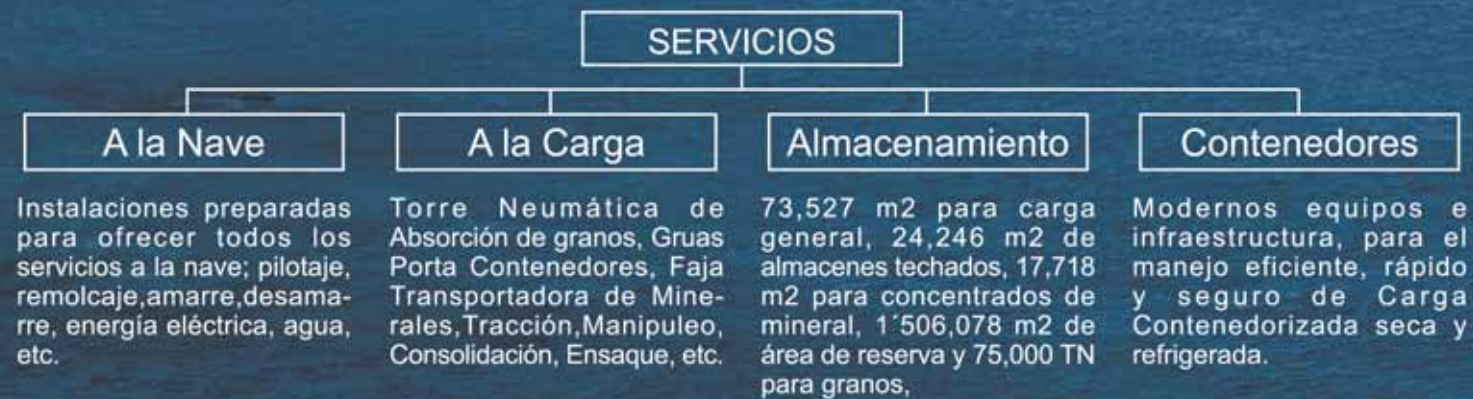 SERVICIOS
A la Nave
Instalaciones preparadas
para ofrecer todos los
servicios a la nave; pilotaje,
remolcaje,amarre,desama-
rre, energía eléctrica, agua,
etc.
A la Carga
Torre Neumática de
Absorción de granos, Gruas
Porta Contenedores, Faja
Transportadora de Mine-
rales,Tracción,Manipuleo,
Consolidación, Ensaque, etc.
Almacenamiento
73,527 m2 para carga
general, 24,246 m2 de
almacenes techados, 17,718
m2 para concentrados de
mineral, 1´506,078 m2 de
área de reserva y 75,000 TN
para granos,
Contenedores
Modernos equipos e
infraestructura, para el
manejo eficiente, rápido
y seguro de Carga
Contenedorizada seca y
refrigerada.